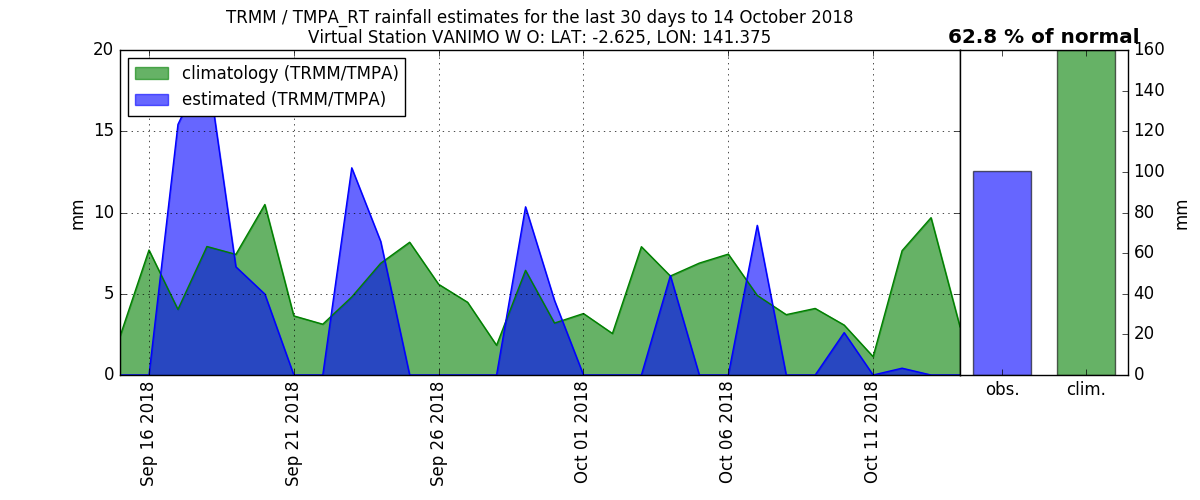 TRMM / TMPA_RT rainfall estimates for the last 30 days to 14 October 2018
Virtual Station VANIMO W O: LAT: -2.625, LON: 141.375
62.8 % of normal
climatology (TRMM/TMPA)
estimated (TRMM/TMPA)
20
15
10
5
0
mm
Sep 16 2018
Sep 21 2018
Sep 26 2018
Oct 01 2018
Oct 06 2018
Oct 11 2018
160
140
120
100
80
60
40
20
0
mm
obs.
clim.